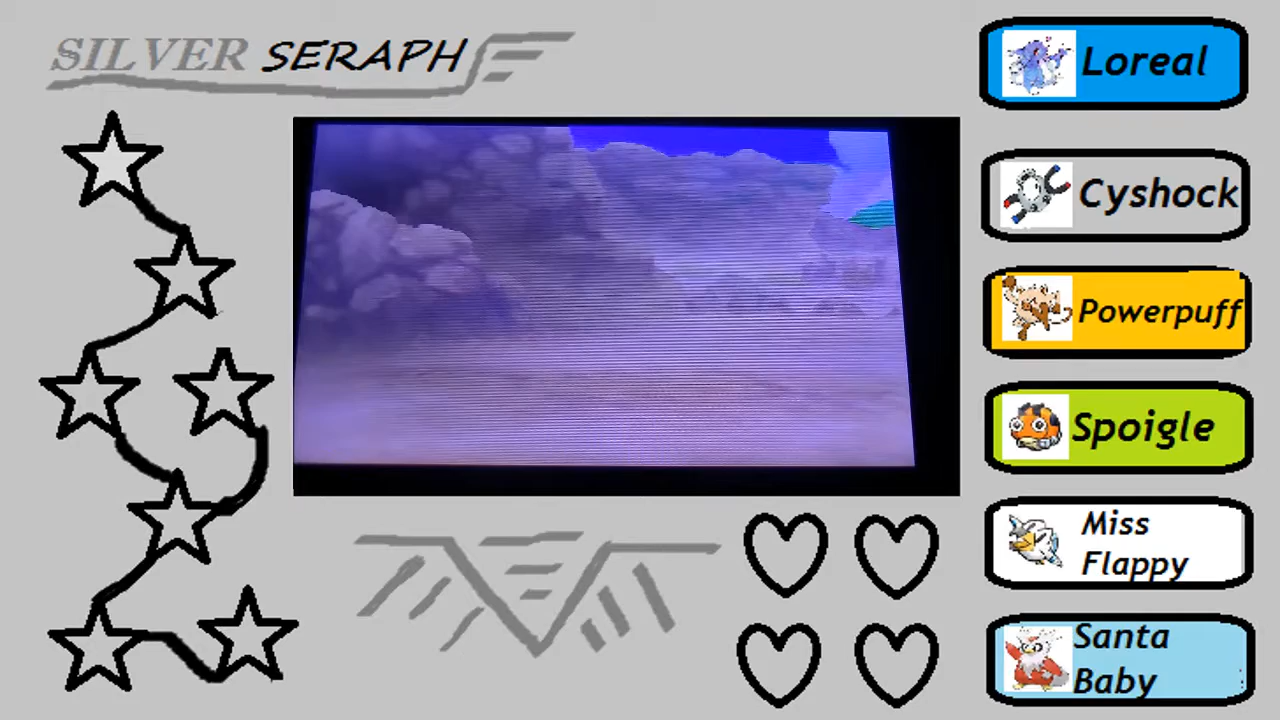 SILVER SERAPH
Loreal
Cyshock
Powerpuff
Spoigle
Miss
Flappy
Santa
Baby